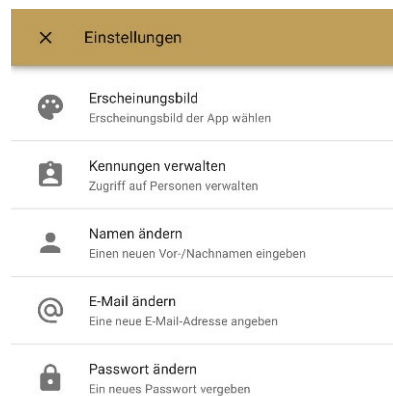 Einstellungen
Erscheinungsbild
Erscheinungsbild der App wählen
Kennungen verwalten
Zugriff auf Personen verwalten
Namen ändern
Einen neuen Vor-/Nachnamen eingeben
E-Mail ändern
Eine neue E-Mail-Adresse angeben
Passwort ändern
Ein neues Passwort vergeben